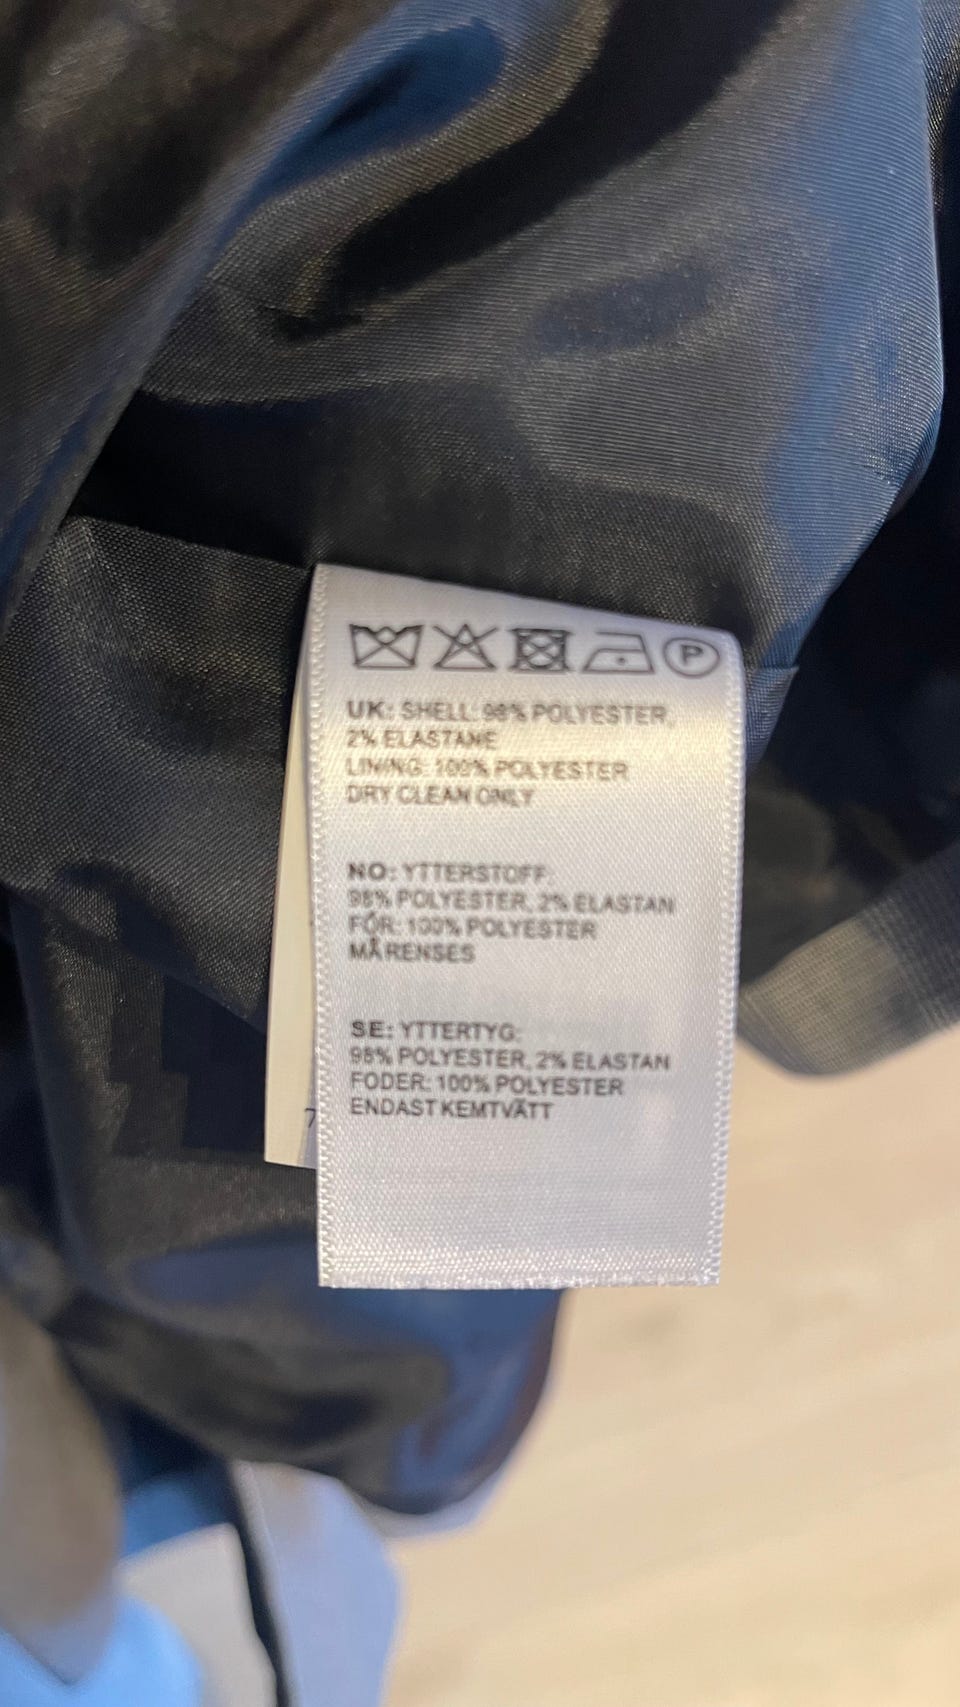 P
UK: SHELL: 98% POLYESTER,
2% ELASTANE
LINING: 100% POLYESTER
DRY CLEAN ONLY
NO: YTTERSTOFF:
98% POLYESTER, 2% ELASTAN
FÓR: 100% POLYESTER
MÅ RENSES
SE: YTTERTYG:
98% POLYESTER, 2% ELASTAN
FODER: 100% POLYESTER
ENDAST KEMTVÄTT
7